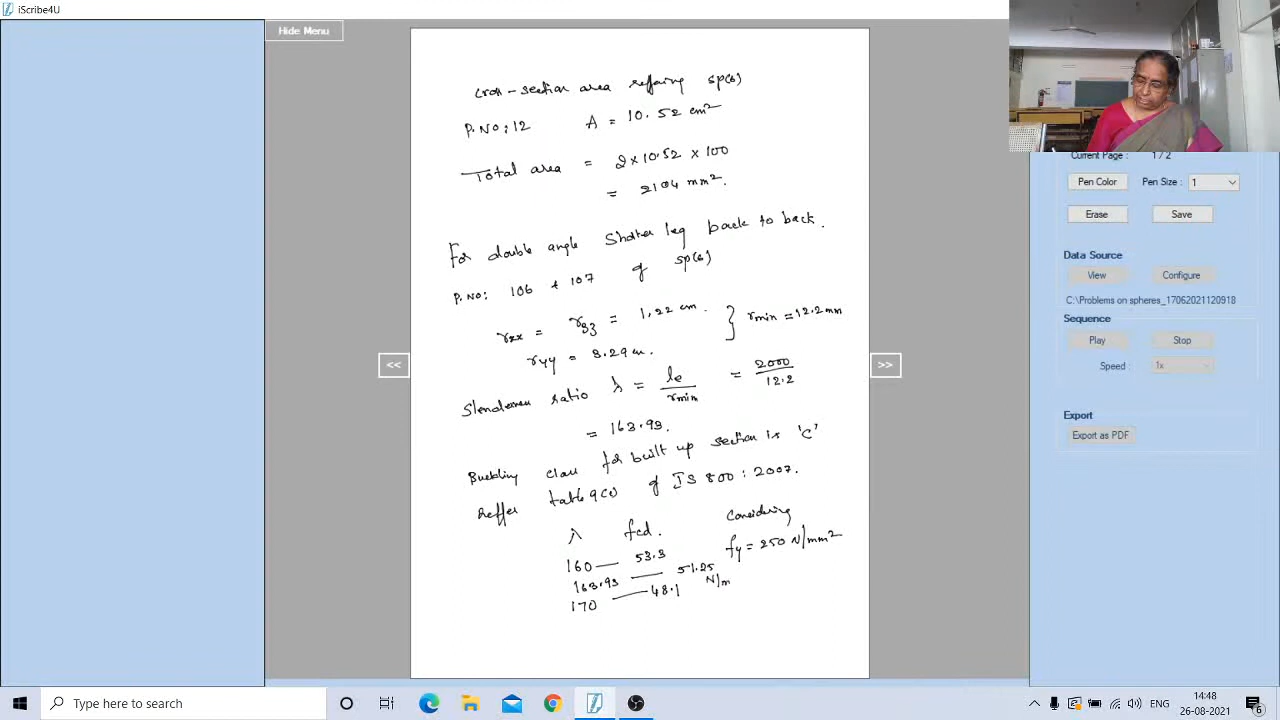 iScribe4U
Hide Menu
Cross-section area reffering sp(6)
P.No:12 A = 10.52 cm²
Total area = 2 × 10.52 × 100
= 2104 mm².
For double angle Shorter leg back to back.
P.No: 106 & 107 of sp(6)
rxx = rzz = 1.22 cm. } rmin = 12.2 mm
ryy = 3.29 cm.
Slenderness ratio λ = le/rmin = 2000/12.2
= 163.93.
Buckling class for built up section is 'c'
Reffer table 9(c) of IS 800 : 2007.
λ fcd. Considering
160 — 53.3 fy = 250 N/mm²
163.93 — 51.25 N/m
170 — 48.1
<<
>>
Current Page : 1 / 2
Pen Color Pen Size : 1
Erase Save
Data Source
View Configure
C:\Problems on spheres_17062021120918
Sequence
Play Stop
Speed : 1x
Export
Export as PDF
Type here to search
ENG
14:48
26-08-2021
6